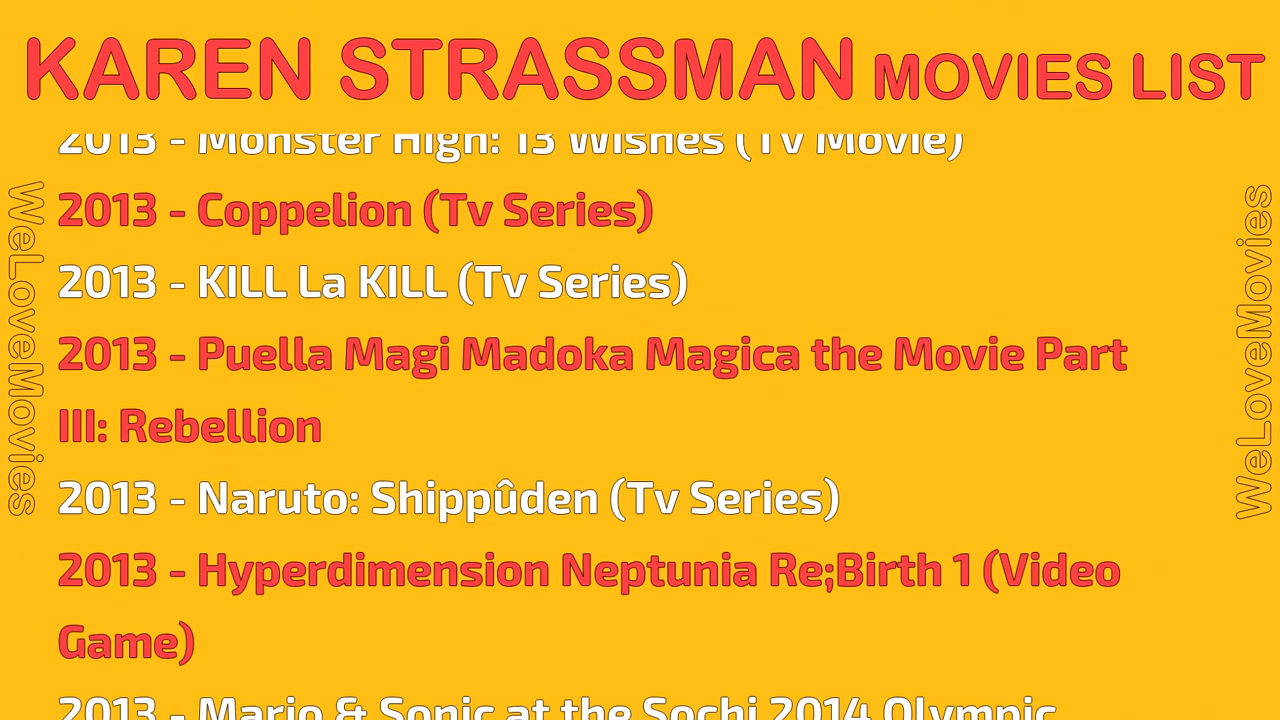 KAREN STRASSMAN MOVIES LIST
2013 - Monster High: 13 Wishes (Tv Movie)
2013 - Coppelion (Tv Series)
2013 - KILL La KILL (Tv Series)
2013 - Puella Magi Madoka Magica the Movie Part
III: Rebellion
2013 - Naruto: Shippûden (Tv Series)
2013 - Hyperdimension Neptunia Re;Birth 1 (Video
Game)
2013 - Mario & Sonic at the Sochi 2014 Olympic
WeLoveMovies
WeLoveMovies